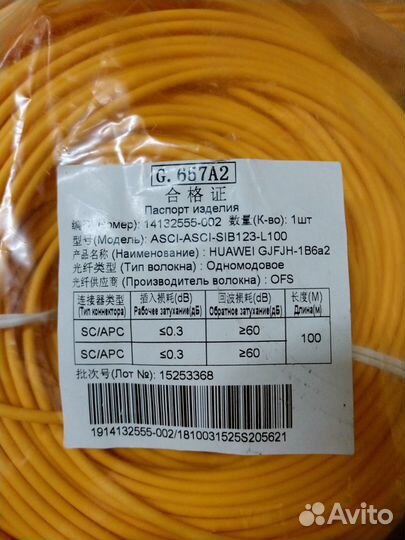 G.657A2
合格证
Паспорт изделия
编码(Номер): 14132555-002 数量(К-во): 1шт
型号(Модель): ASCI-ASCI-SIB123-L100
产品名称(Наименование): HUAWEI GJFJH-1B6a2
光纤类型(Тип волокна): Одномодовое
光纤供应商(Производитель волокна): OFS
连接器类型 插入损耗(dB) 回波损耗(dB) 长度(M)
(Тип коннектора) Рабочее затухание(дБ) Обратное затухание(дБ) Длина(м)
SC/APC ≤0.3 ≥60
100
SC/APC ≤0.3 ≥60
批次号(Лот №): 15253368
1914132555-002/1810031525S205621
Avito